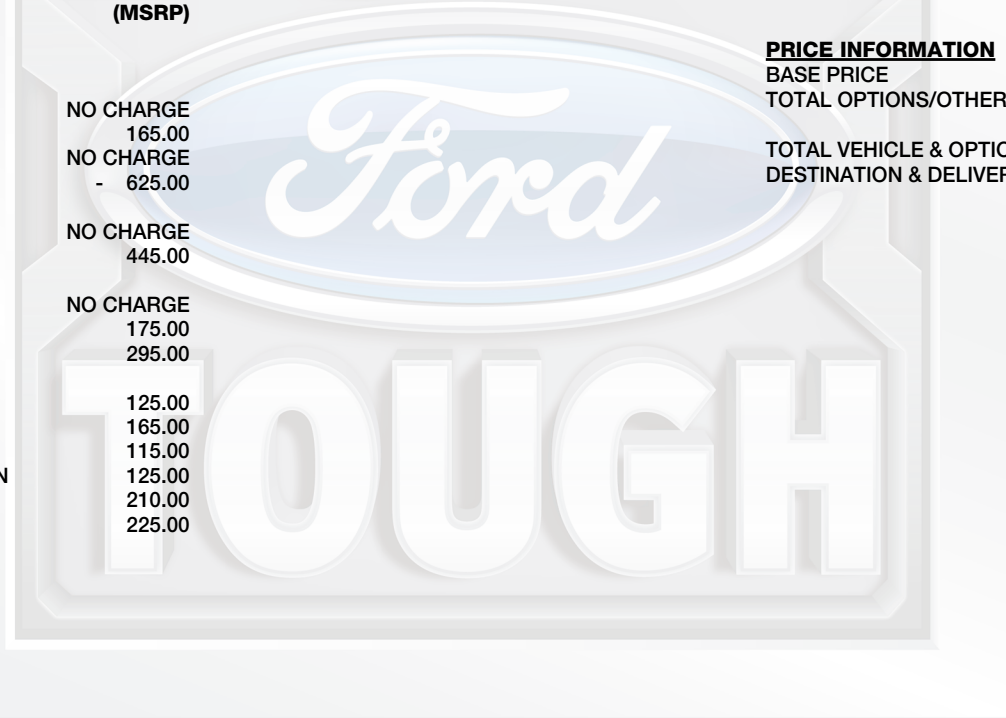 (MSRP)
NO CHARGE
165.00
NO CHARGE
- 625.00
NO CHARGE
445.00
NO CHARGE
175.00
295.00
125.00
165.00
115.00
N 125.00
210.00
225.00
PRICE INFORMATION
BASE PRICE
TOTAL OPTIONS/OTHER
TOTAL VEHICLE & OPTIO
DESTINATION & DELIVER
Ford
TOUGH